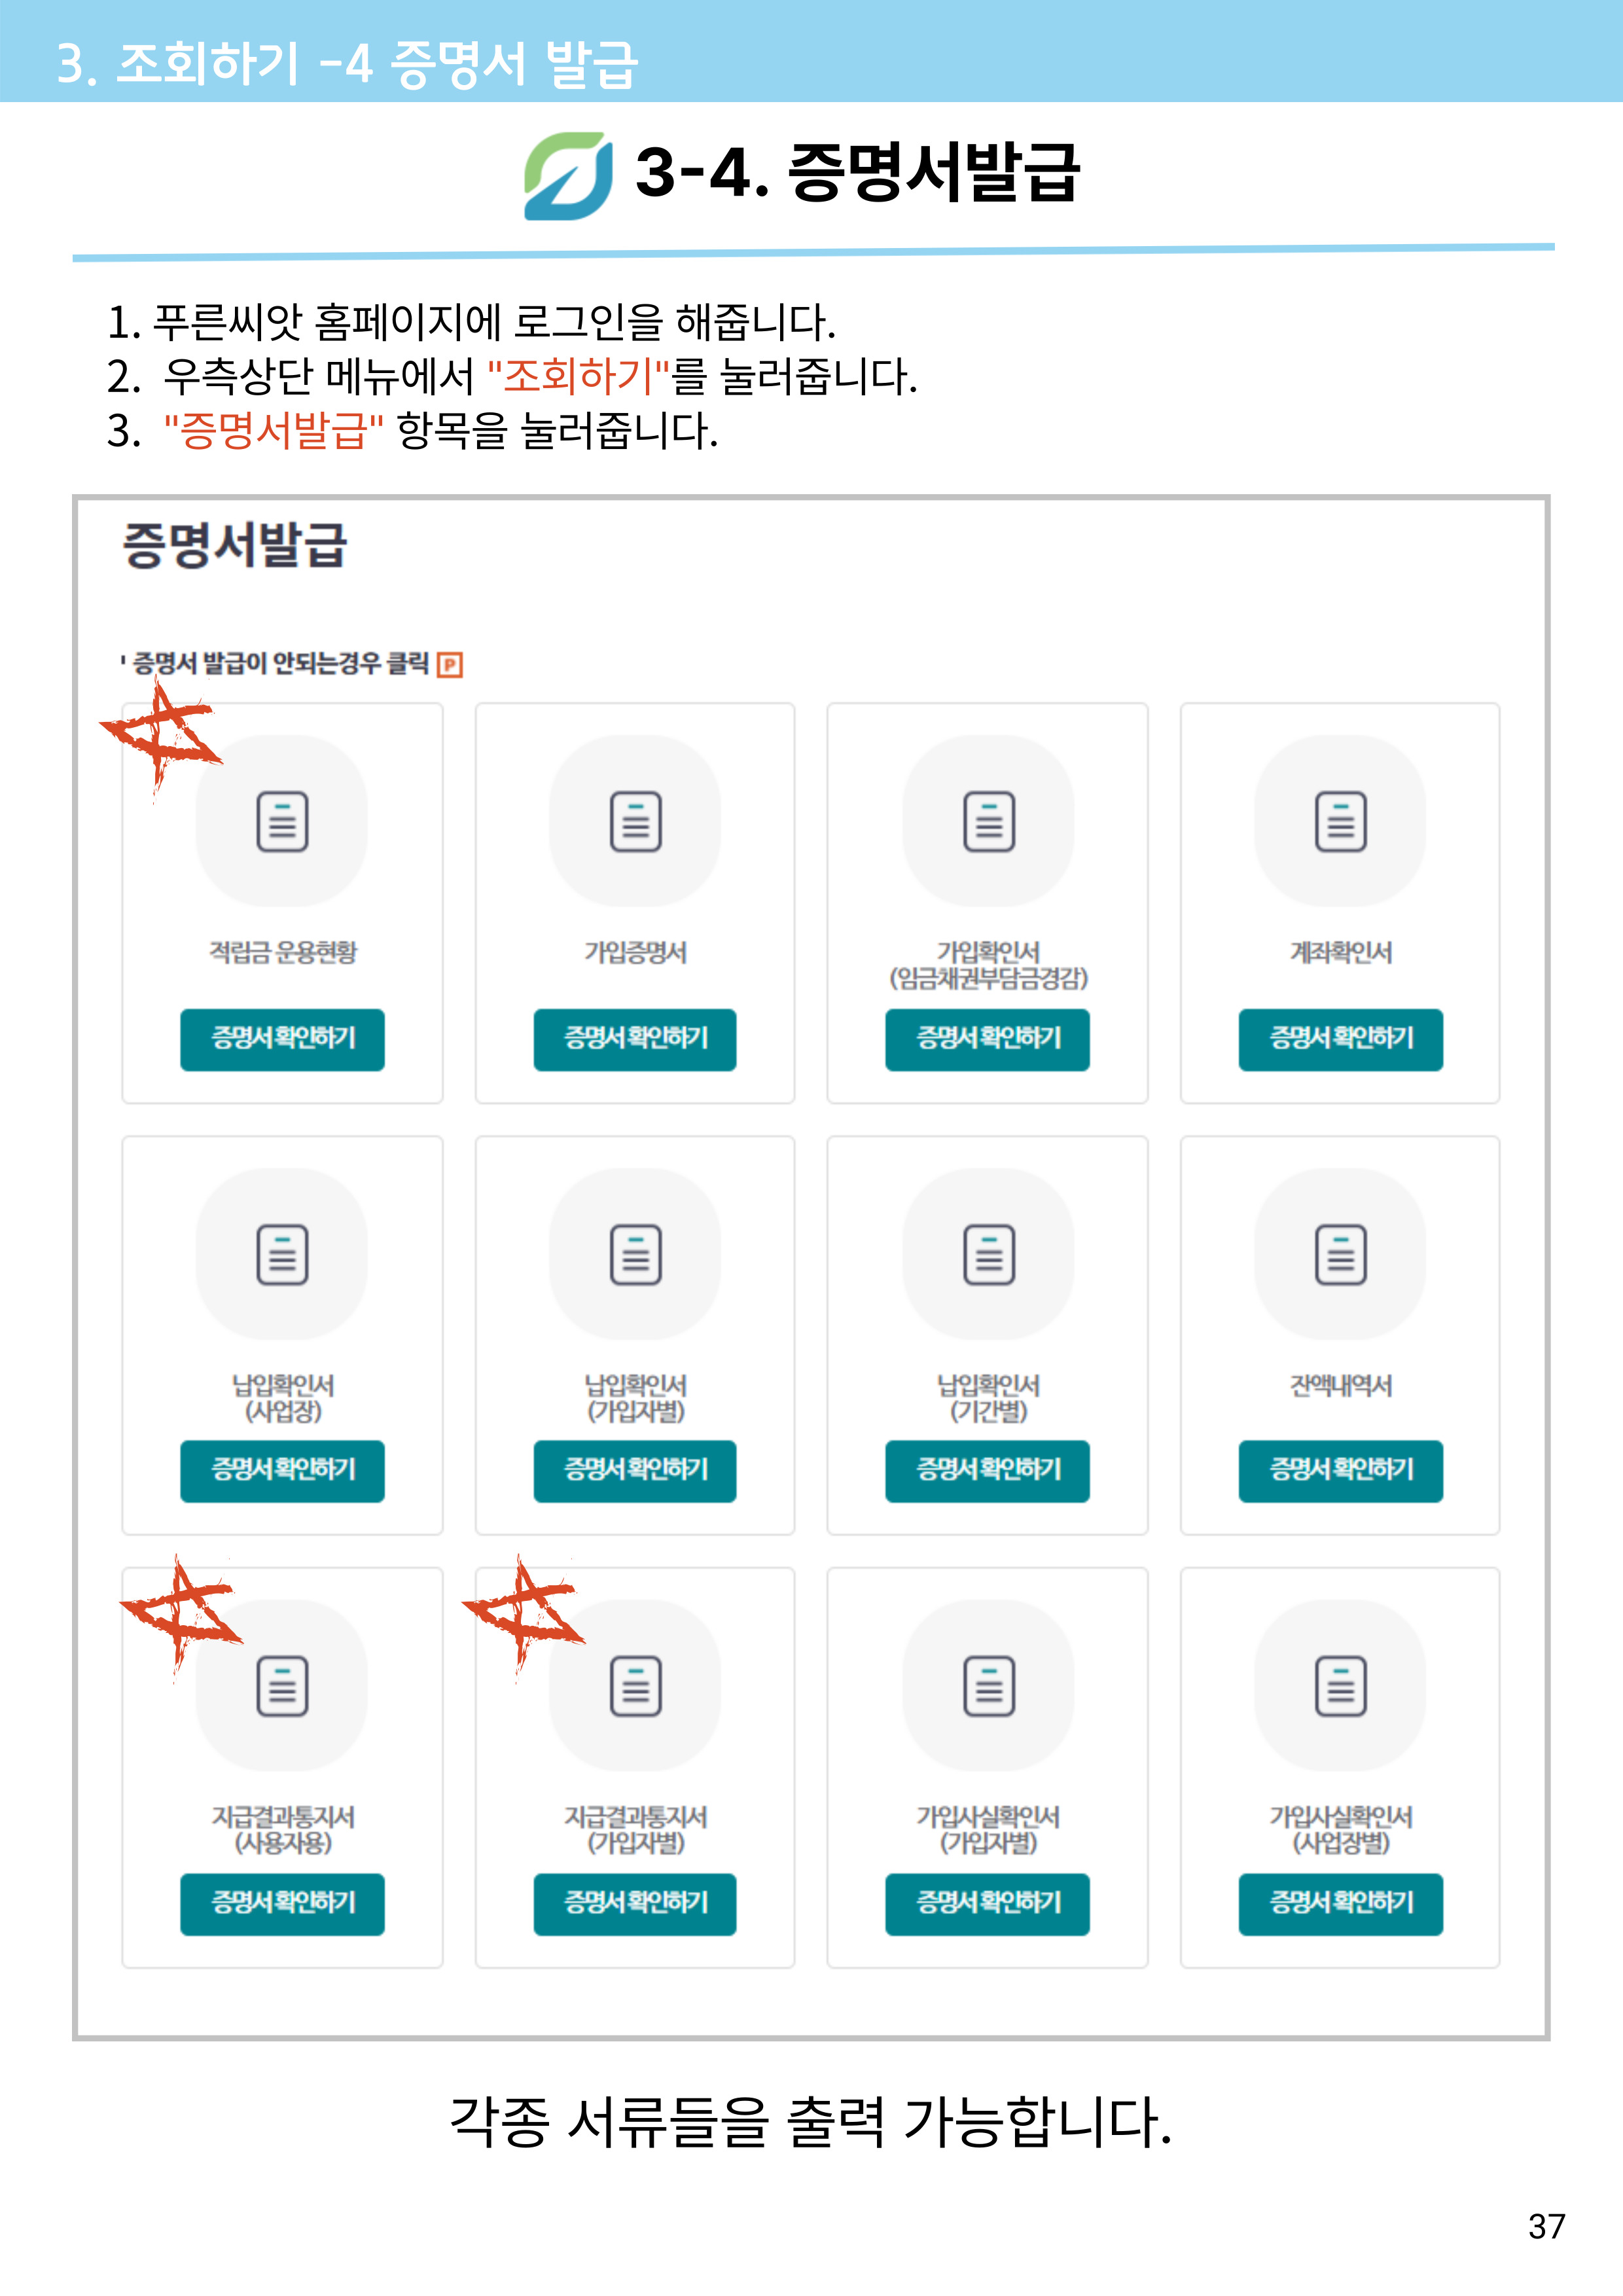 3. 조회하기 -4 증명서 발급
3-4. 증명서발급
1. 푸른씨앗 홈페이지에 로그인을 해줍니다.
2. 우측상단 메뉴에서 "조회하기"를 눌러줍니다.
3. "증명서발급" 항목을 눌러줍니다.
증명서발급
' 증명서 발급이 안되는경우 클릭 P
적립금 운용현황
증명서 확인하기
가입증명서
증명서 확인하기
가입확인서
(임금채권부담금경감)
증명서 확인하기
계좌확인서
증명서 확인하기
납입확인서
(사업장)
증명서 확인하기
납입확인서
(가입자별)
증명서 확인하기
납입확인서
(기간별)
증명서 확인하기
잔액내역서
증명서 확인하기
지급결과통지서
(사용자용)
증명서 확인하기
지급결과통지서
(가입자별)
증명서 확인하기
가입사실확인서
(가입자별)
증명서 확인하기
가입사실확인서
(사업장별)
증명서 확인하기
각종 서류들을 출력 가능합니다.
37